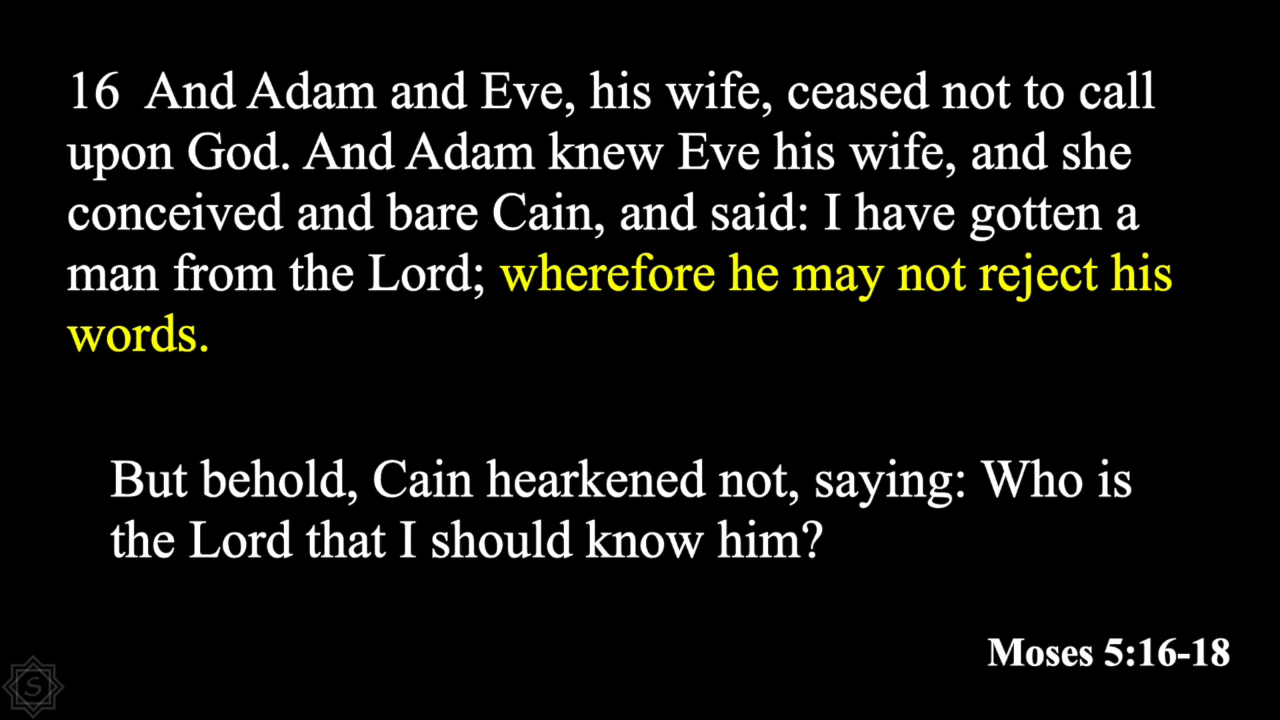 16 And Adam and Eve, his wife, ceased not to call
upon God. And Adam knew Eve his wife, and she
conceived and bare Cain, and said: I have gotten a
man from the Lord; wherefore he may not reject his
words.
But behold, Cain hearkened not, saying: Who is
the Lord that I should know him?
Moses 5:16-18
S